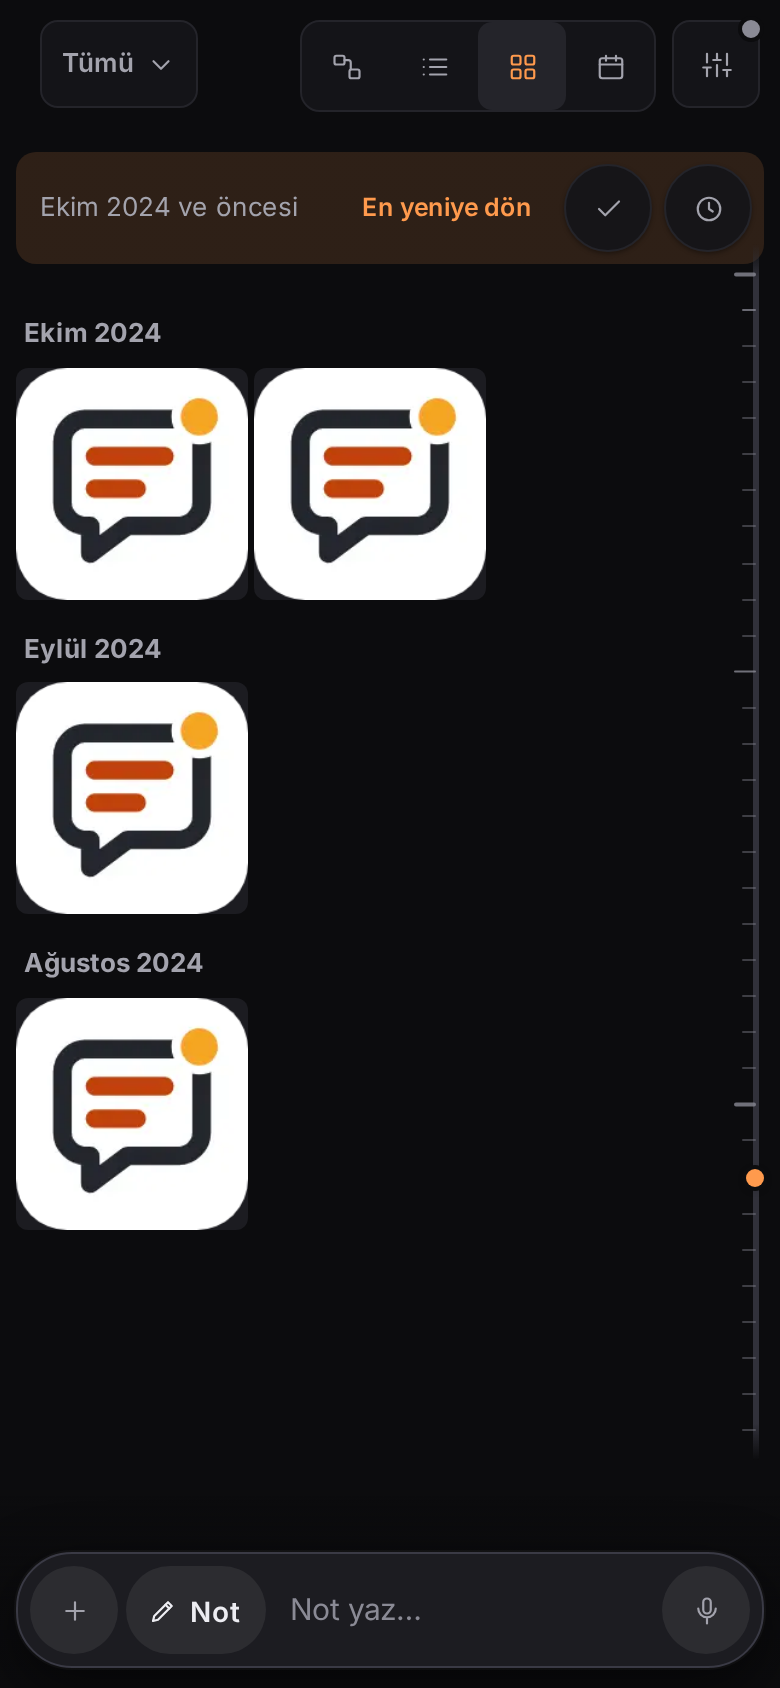 Tümü
Ekim 2024 ve öncesi
En yeniye dön
Ekim 2024
Eylül 2024
Ağustos 2024
Not
Not yaz...